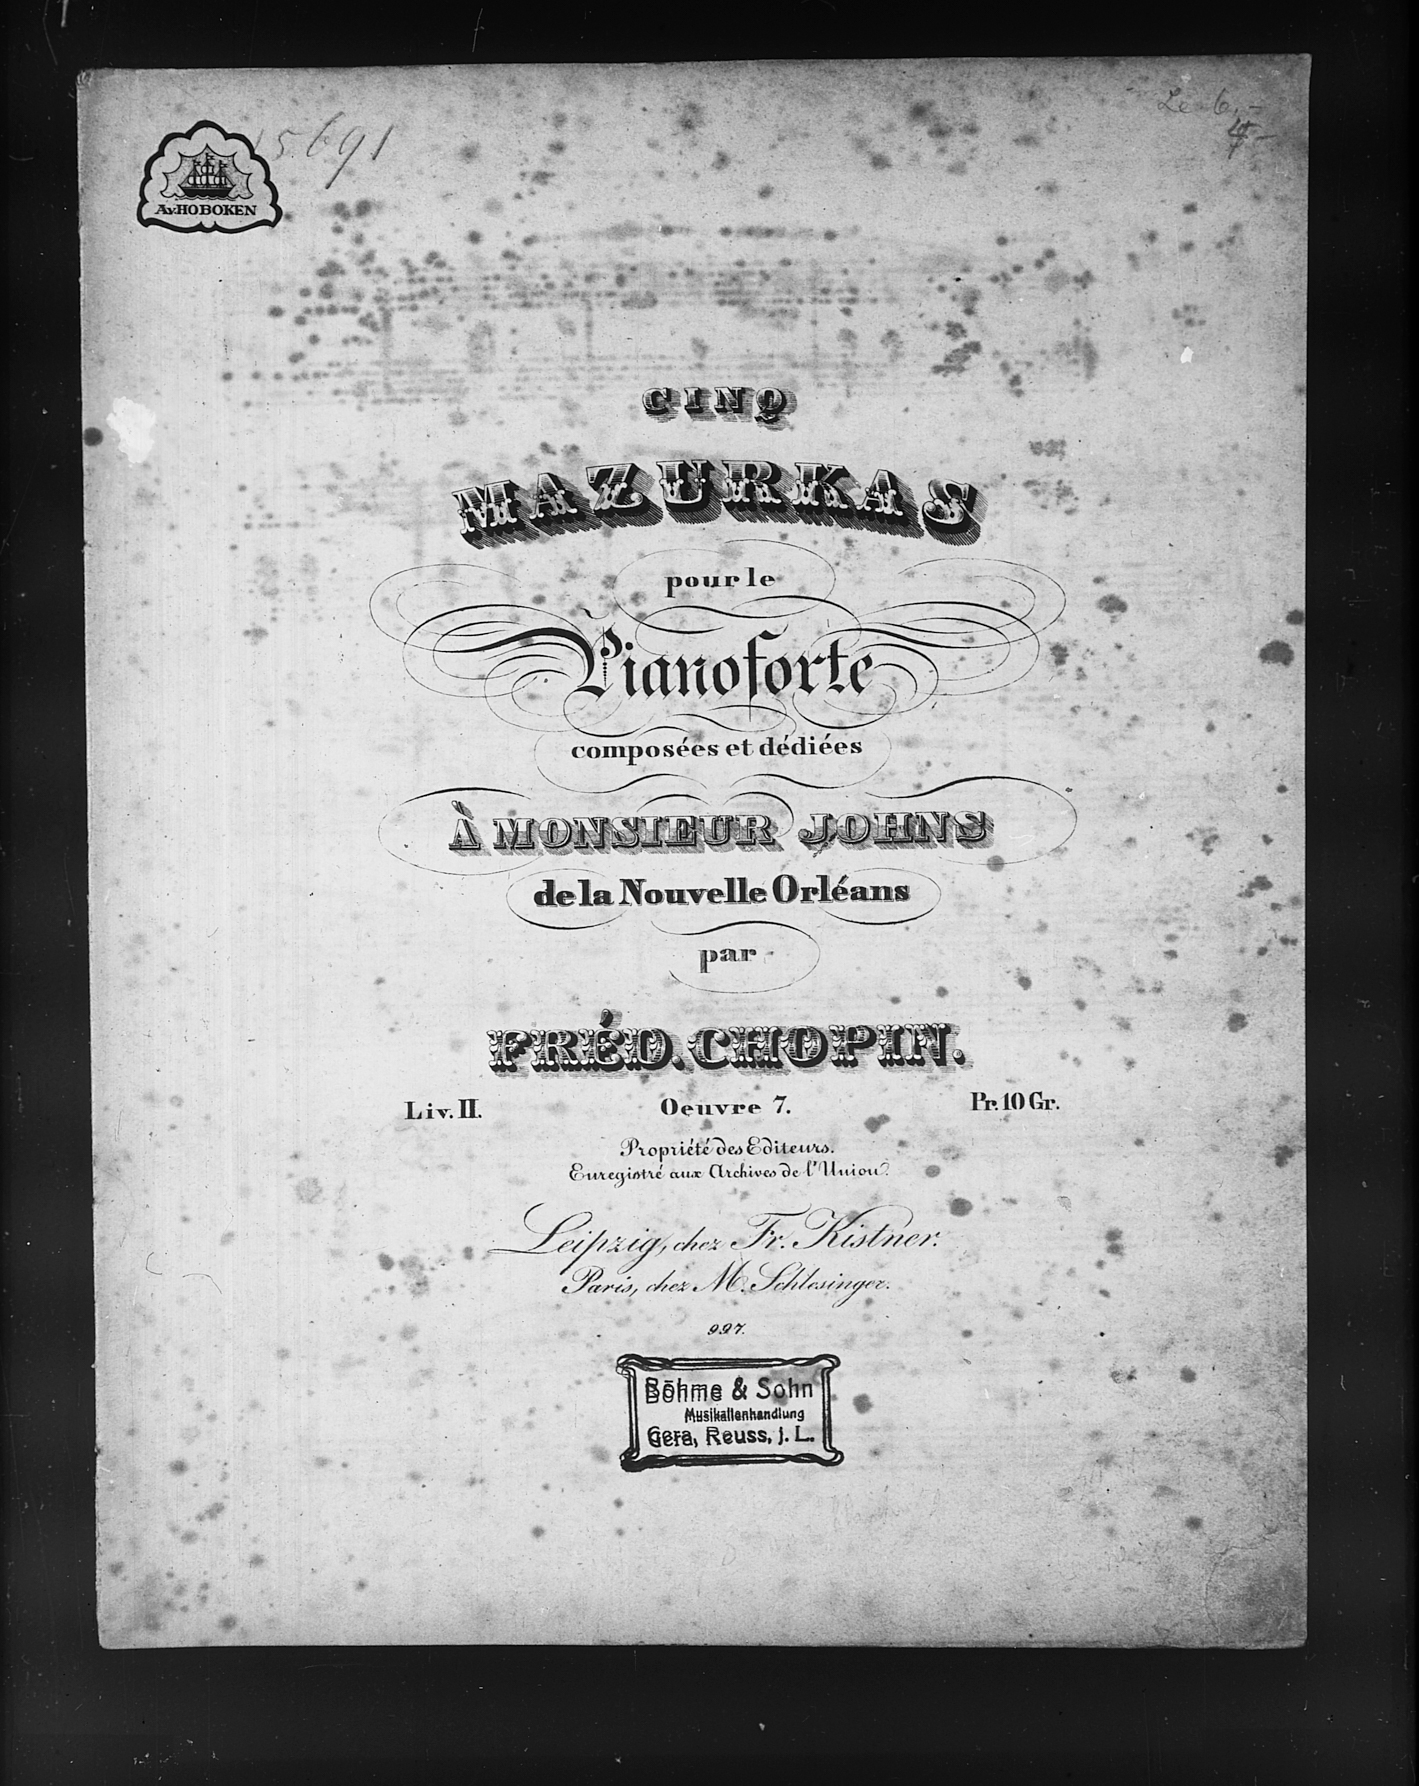 15.691
A.v.HOBOKEN
CINQ
MAZURKAS
pour le
Pianoforte
composées et dédiées
À MONSIEUR JOHNS
de la Nouvelle Orléans
par
FRÉD. CHOPIN.
Liv. II. Oeuvre 7. Pr. 10 Gr.
Propriété des Editeurs.
Enregistré aux Archives de l'Union.
Leipzig, chez Fr. Kistner.
Paris, chez M. Schlesinger.
997.
Böhme & Sohn
Musikalienhandlung
Gera, Reuss. j. L.